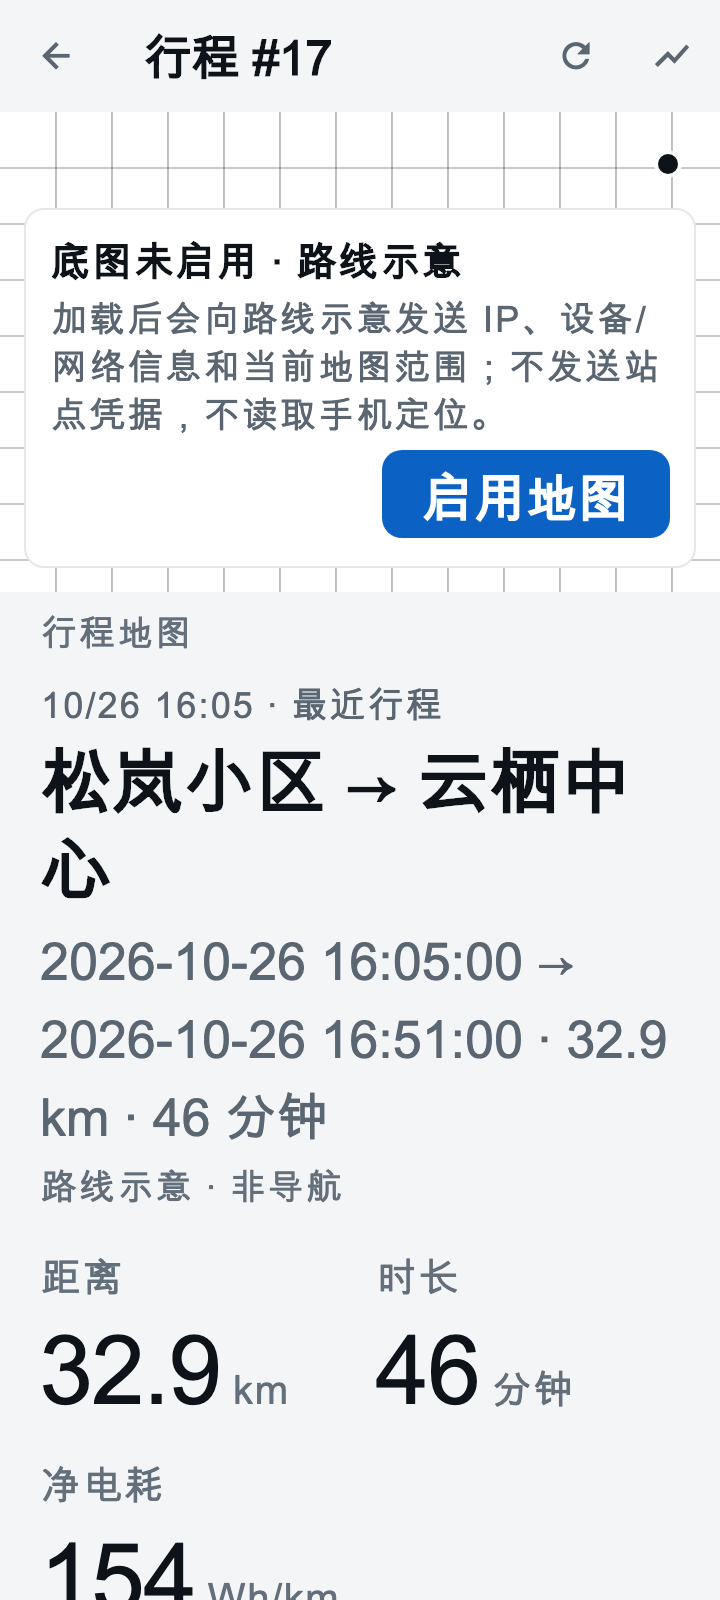 行程 #17
底图未启用 · 路线示意
加载后会向路线示意发送 IP、设备/
网络信息和当前地图范围；不发送站
点凭据，不读取手机定位。
启用地图
行程地图
10/26 16:05 · 最近行程
松岚小区 → 云栖中
心
2026-10-26 16:05:00 →
2026-10-26 16:51:00 · 32.9
km · 46 分钟
路线示意 · 非导航
距离 时长
32.9 km 46 分钟
净电耗
154 Wh/km